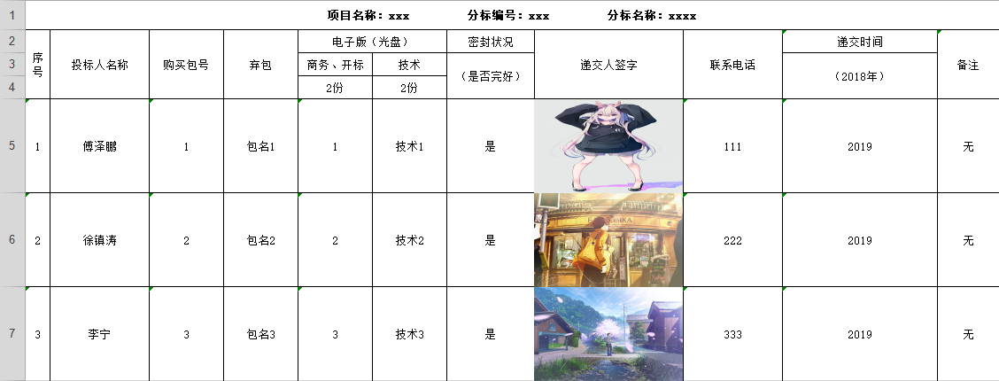 1 项目名称：xxx 分标编号：xxx 分标名称：xxxx
2 电子版（光盘） 密封状况 递交时间
3 序号 投标人名称 购买包号 弃包 商务、开标 技术 （是否完好） 递交人签字 联系电话 （2018年） 备注
4 2份 2份
5 1 傅泽鹏 1 包名1 1 技术1 是 111 2019 无
6 2 徐镇涛 2 包名2 2 技术2 是 222 2019 无
7 3 李宁 3 包名3 3 技术3 是 333 2019 无